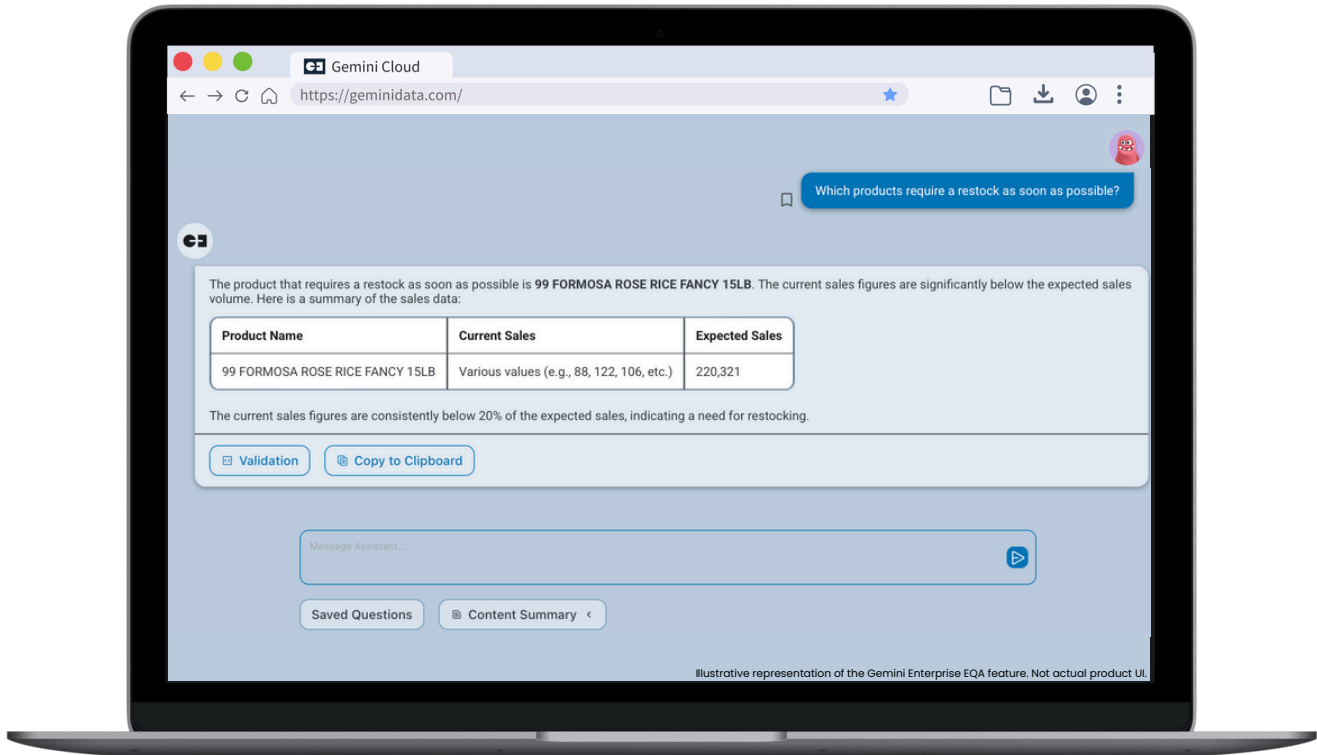 Gemini Cloud
https://geminidata.com/
Which products require a restock as soon as possible?
The product that requires a restock as soon as possible is 99 FORMOSA ROSE RICE FANCY 15LB. The current sales figures are significantly below the expected sales
volume. Here is a summary of the sales data:
Product Name Current Sales Expected Sales
99 FORMOSA ROSE RICE FANCY 15LB Various values (e.g., 88, 122, 106, etc.) 220,321
The current sales figures are consistently below 20% of the expected sales, indicating a need for restocking.
Validation Copy to Clipboard
Message Assistant...
Saved Questions Content Summary
Illustrative representation of the Gemini Enterprise EQA feature. Not actual product UI.